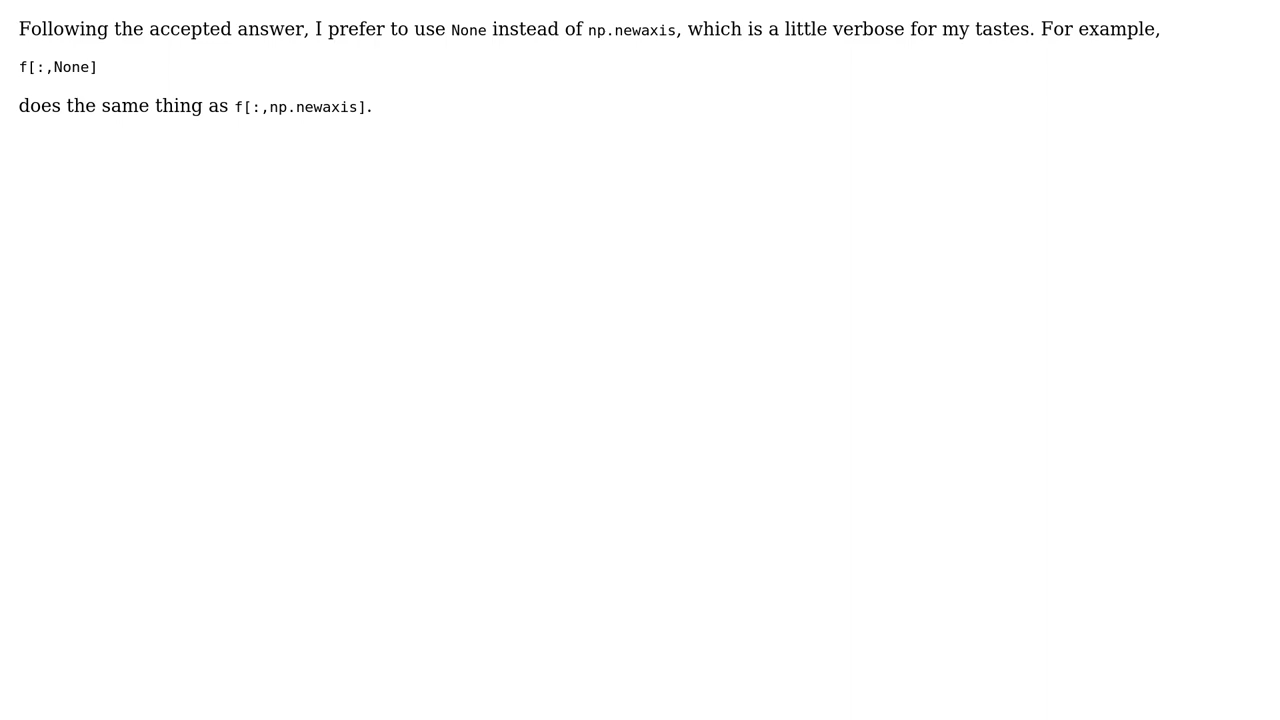 Following the accepted answer, I prefer to use None instead of np.newaxis, which is a little verbose for my tastes. For example,
f[:,None]
does the same thing as f[:,np.newaxis].